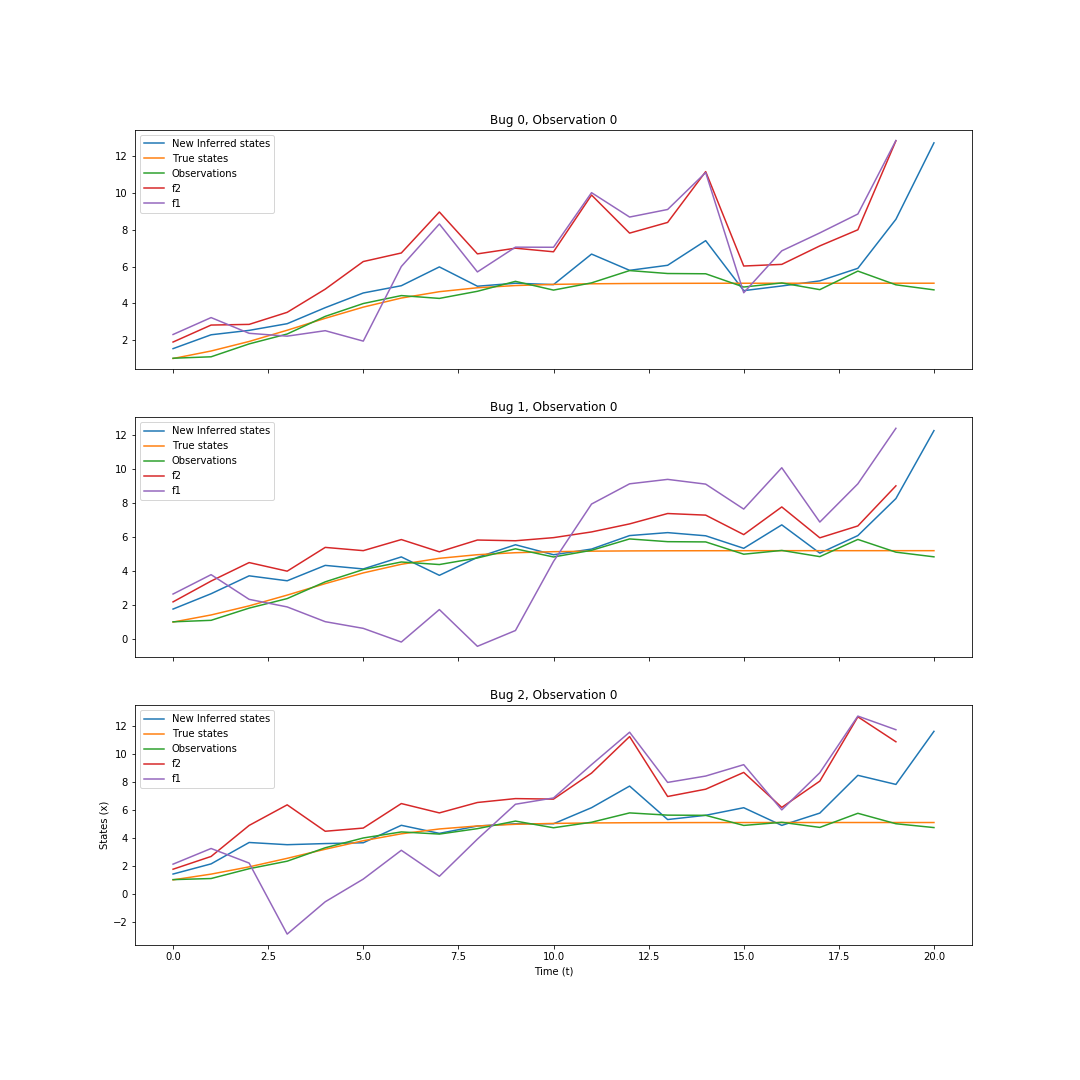 Bug 0, Observation 0
New Inferred states
True states
Observations
f2
f1
12
10
8
6
4
2
Bug 1, Observation 0
New Inferred states
True states
Observations
f2
f1
12
10
8
6
4
2
0
Bug 2, Observation 0
New Inferred states
True states
Observations
f2
f1
12
10
8
6
4
2
0
−2
States (x)
0.0 2.5 5.0 7.5 10.0 12.5 15.0 17.5 20.0
Time (t)